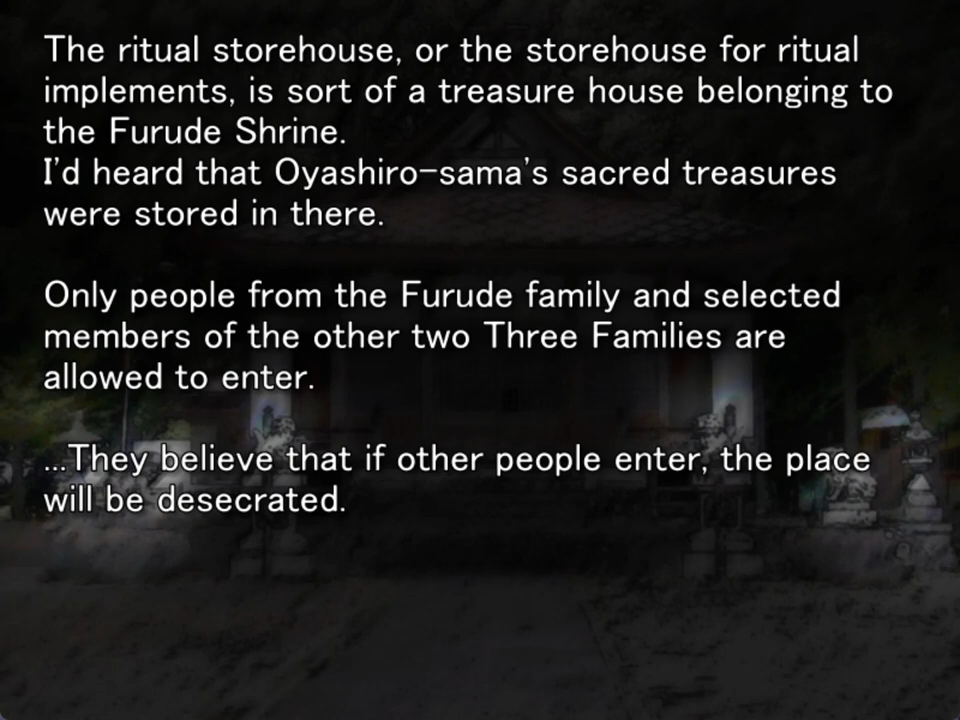 The ritual storehouse, or the storehouse for ritual
implements, is sort of a treasure house belonging to
the Furude Shrine.
I'd heard that Oyashiro-sama's sacred treasures
were stored in there.
Only people from the Furude family and selected
members of the other two Three Families are
allowed to enter.
...They believe that if other people enter, the place
will be desecrated.